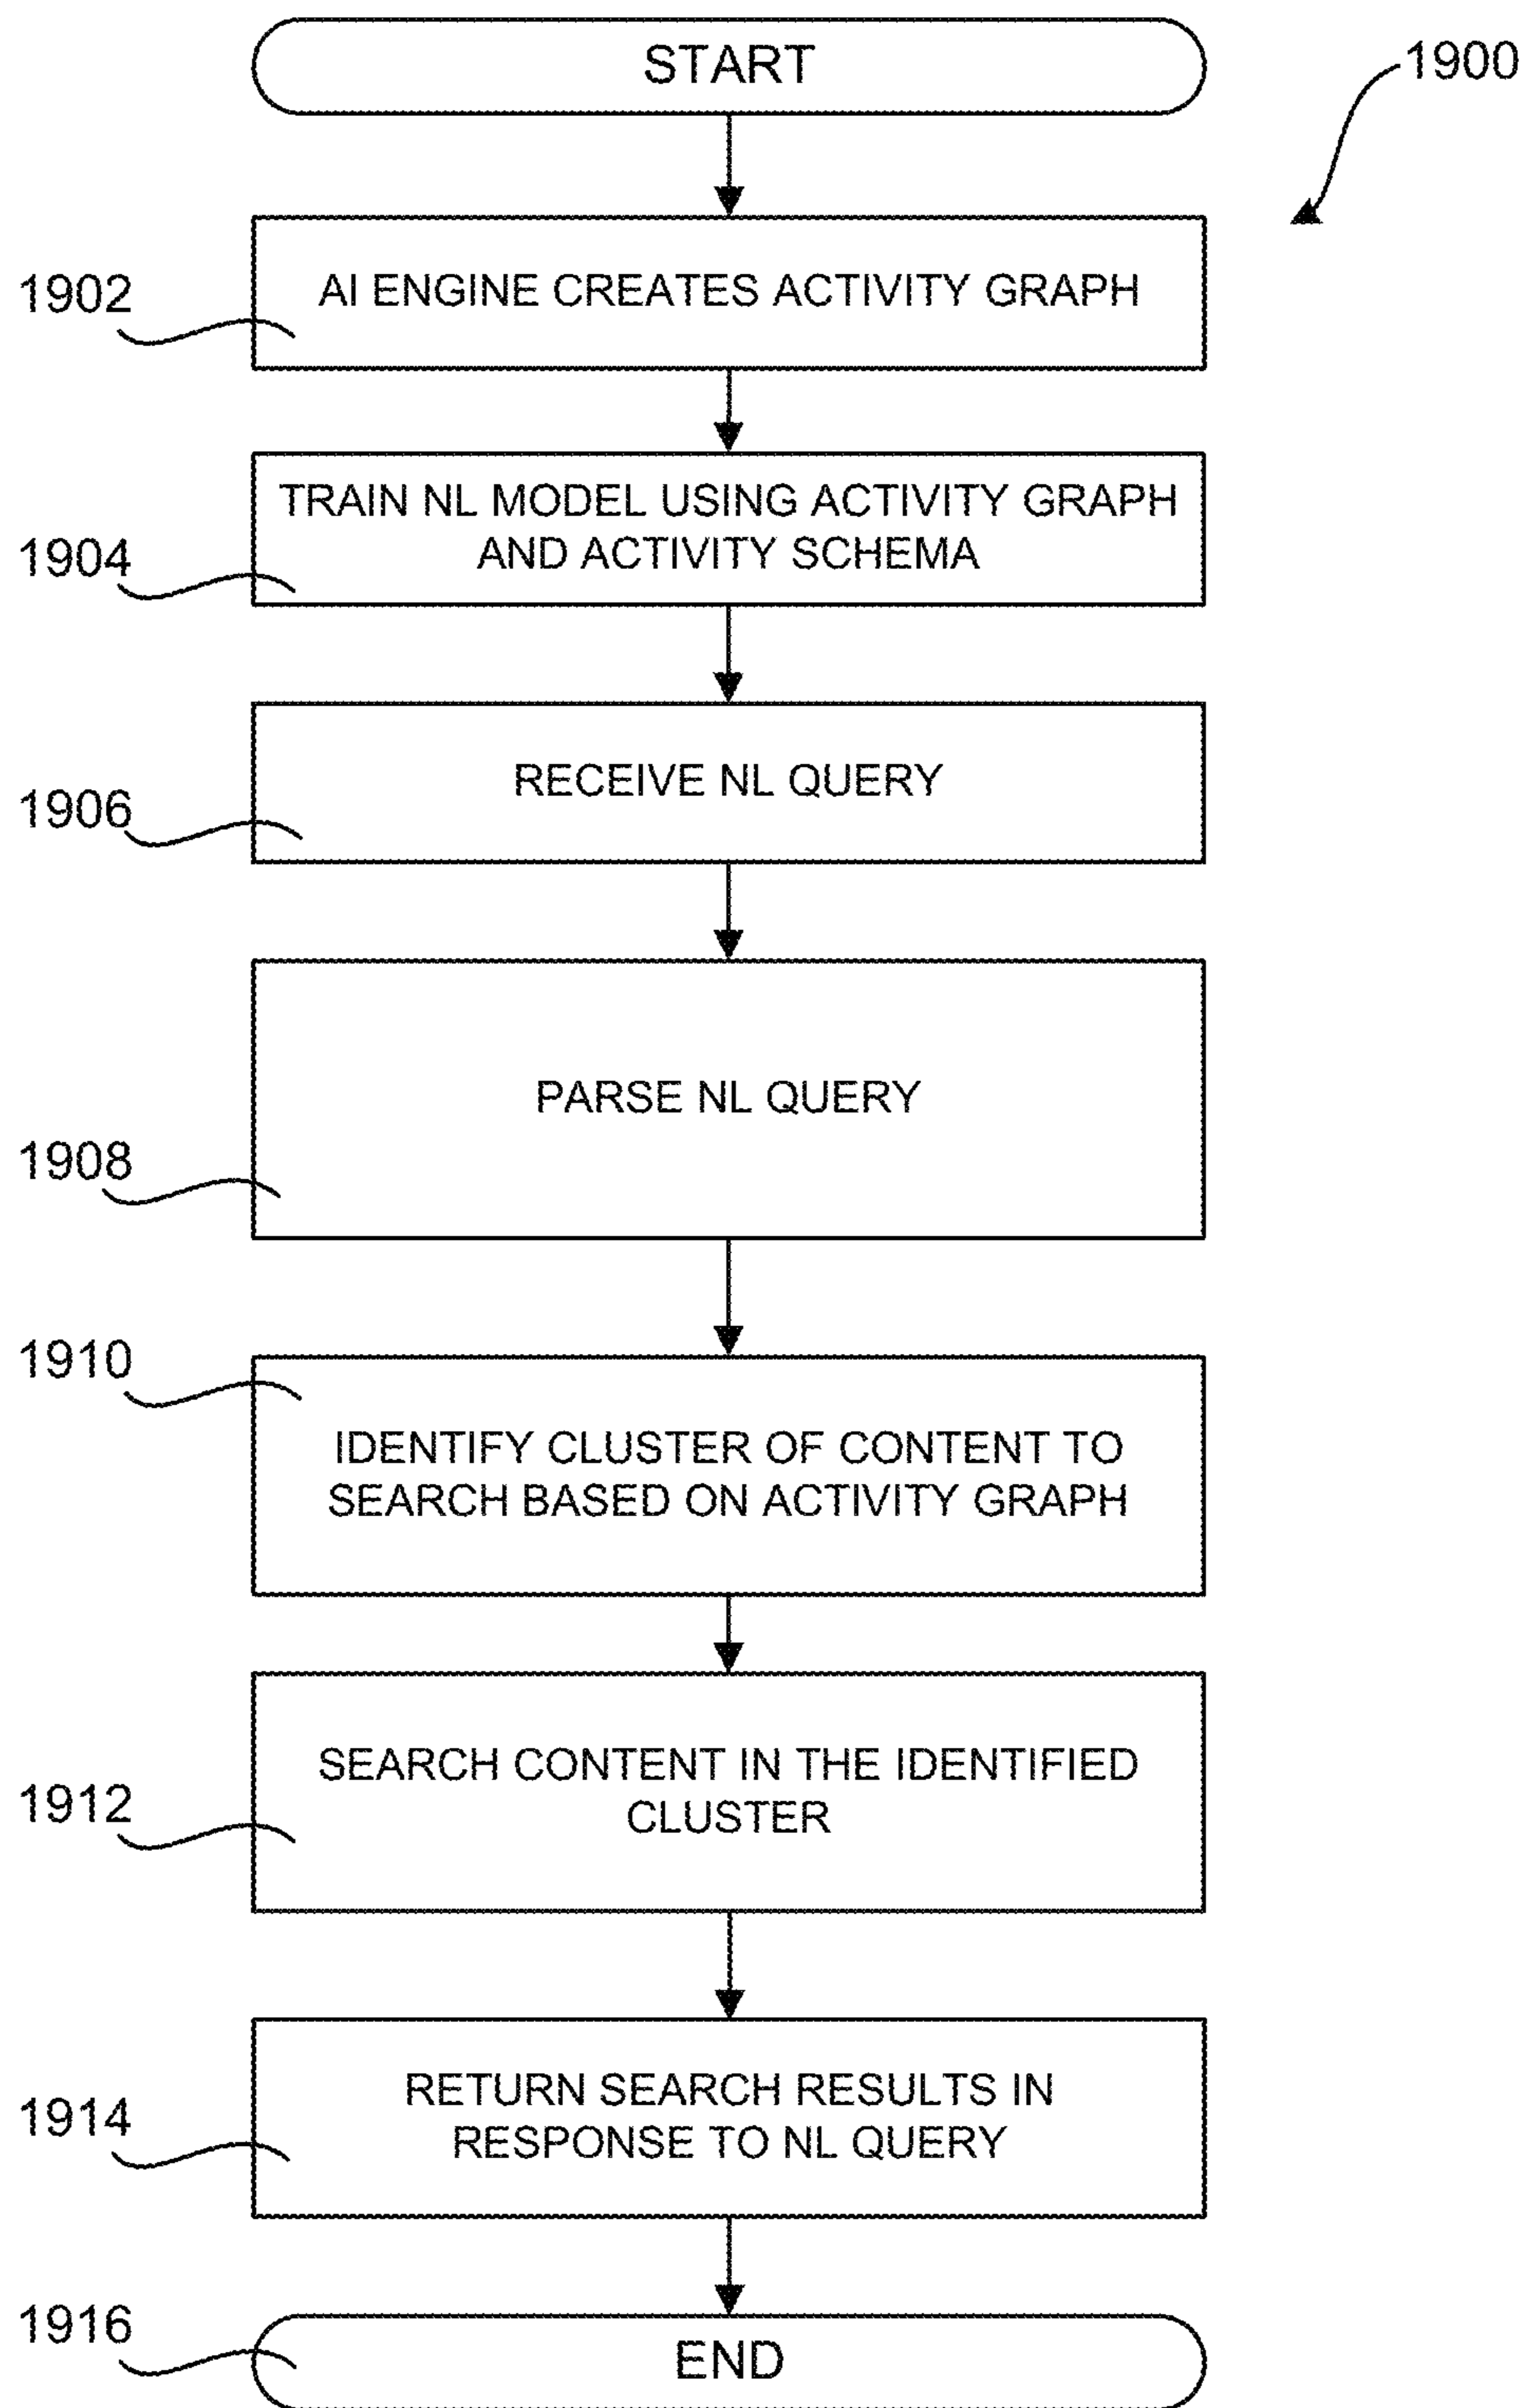 START
1900
1902
AI ENGINE CREATES ACTIVITY GRAPH
TRAIN NL MODEL USING ACTIVITY GRAPH
AND ACTIVITY SCHEMA
1904
RECEIVE NL QUERY
1906
PARSE NL QUERY
1908
1910
IDENTIFY CLUSTER OF CONTENT TO
SEARCH BASED ON ACTIVITY GRAPH
SEARCH CONTENT IN THE IDENTIFIED
CLUSTER
1912
RETURN SEARCH RESULTS IN
RESPONSE TO NL QUERY
1914
1916
END